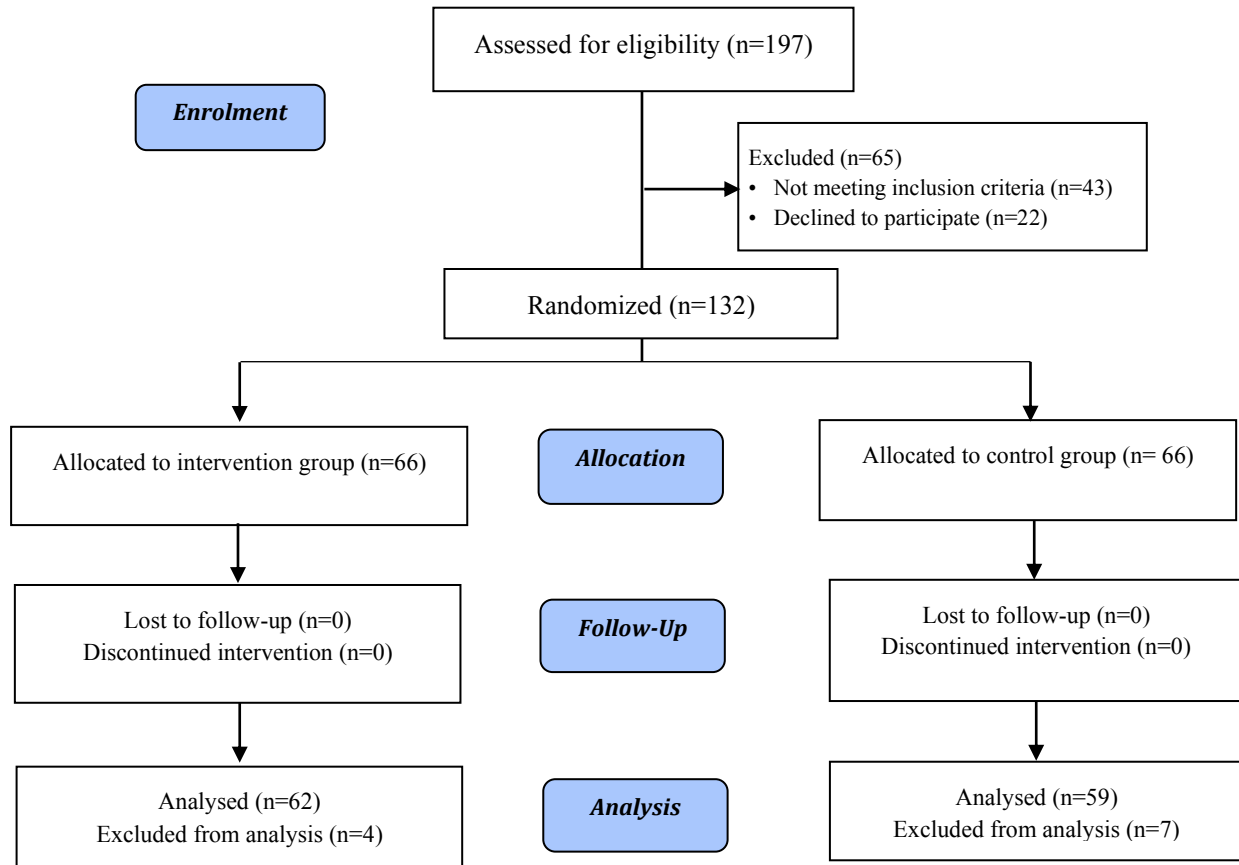 Assessed for eligibility (n=197)
Enrolment
Excluded (n=65)
• Not meeting inclusion criteria (n=43)
• Declined to participate (n=22)
Randomized (n=132)
Allocated to intervention group (n=66)
Allocation
Allocated to control group (n= 66)
Lost to follow-up (n=0)
Discontinued intervention (n=0)
Follow-Up
Lost to follow-up (n=0)
Discontinued intervention (n=0)
Analysed (n=62)
Excluded from analysis (n=4)
Analysis
Analysed (n=59)
Excluded from analysis (n=7)